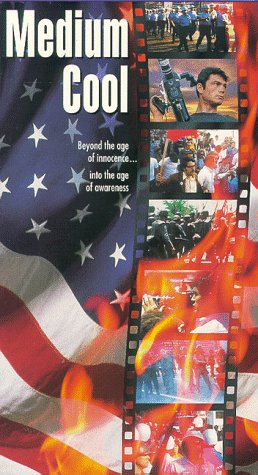 Medium
Cool
Beyond the age
of innocence...
into the age
of awareness